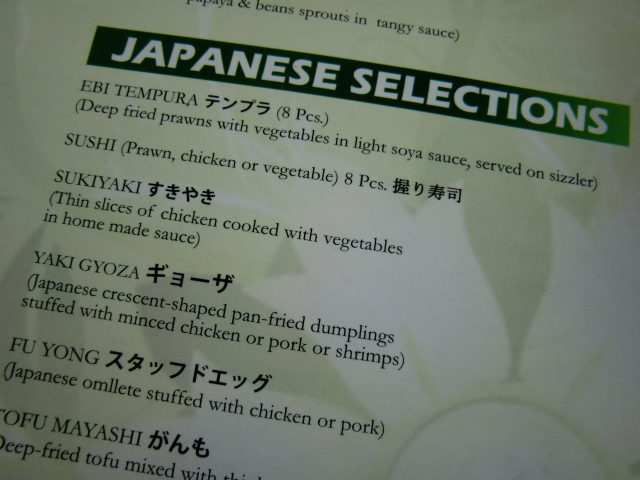 papaya & beans sprouts in tangy sauce)
JAPANESE SELECTIONS
EBI TEMPURA テンプラ (8 Pcs.)
(Deep fried prawns with vegetables in light soya sauce, served on sizzler)
SUSHI (Prawn, chicken or vegetable) 8 Pcs. 握り寿司
SUKIYAKI すきやき
(Thin slices of chicken cooked with vegetables
in home made sauce)
YAKI GYOZA ギョーザ
(Japanese crescent-shaped pan-fried dumplings
stuffed with minced chicken or pork or shrimps)
FU YONG スタッフドエッグ
(Japanese omllete stuffed with chicken or pork)
TOFU MAYASHI がんも
Deep-fried tofu mixed with